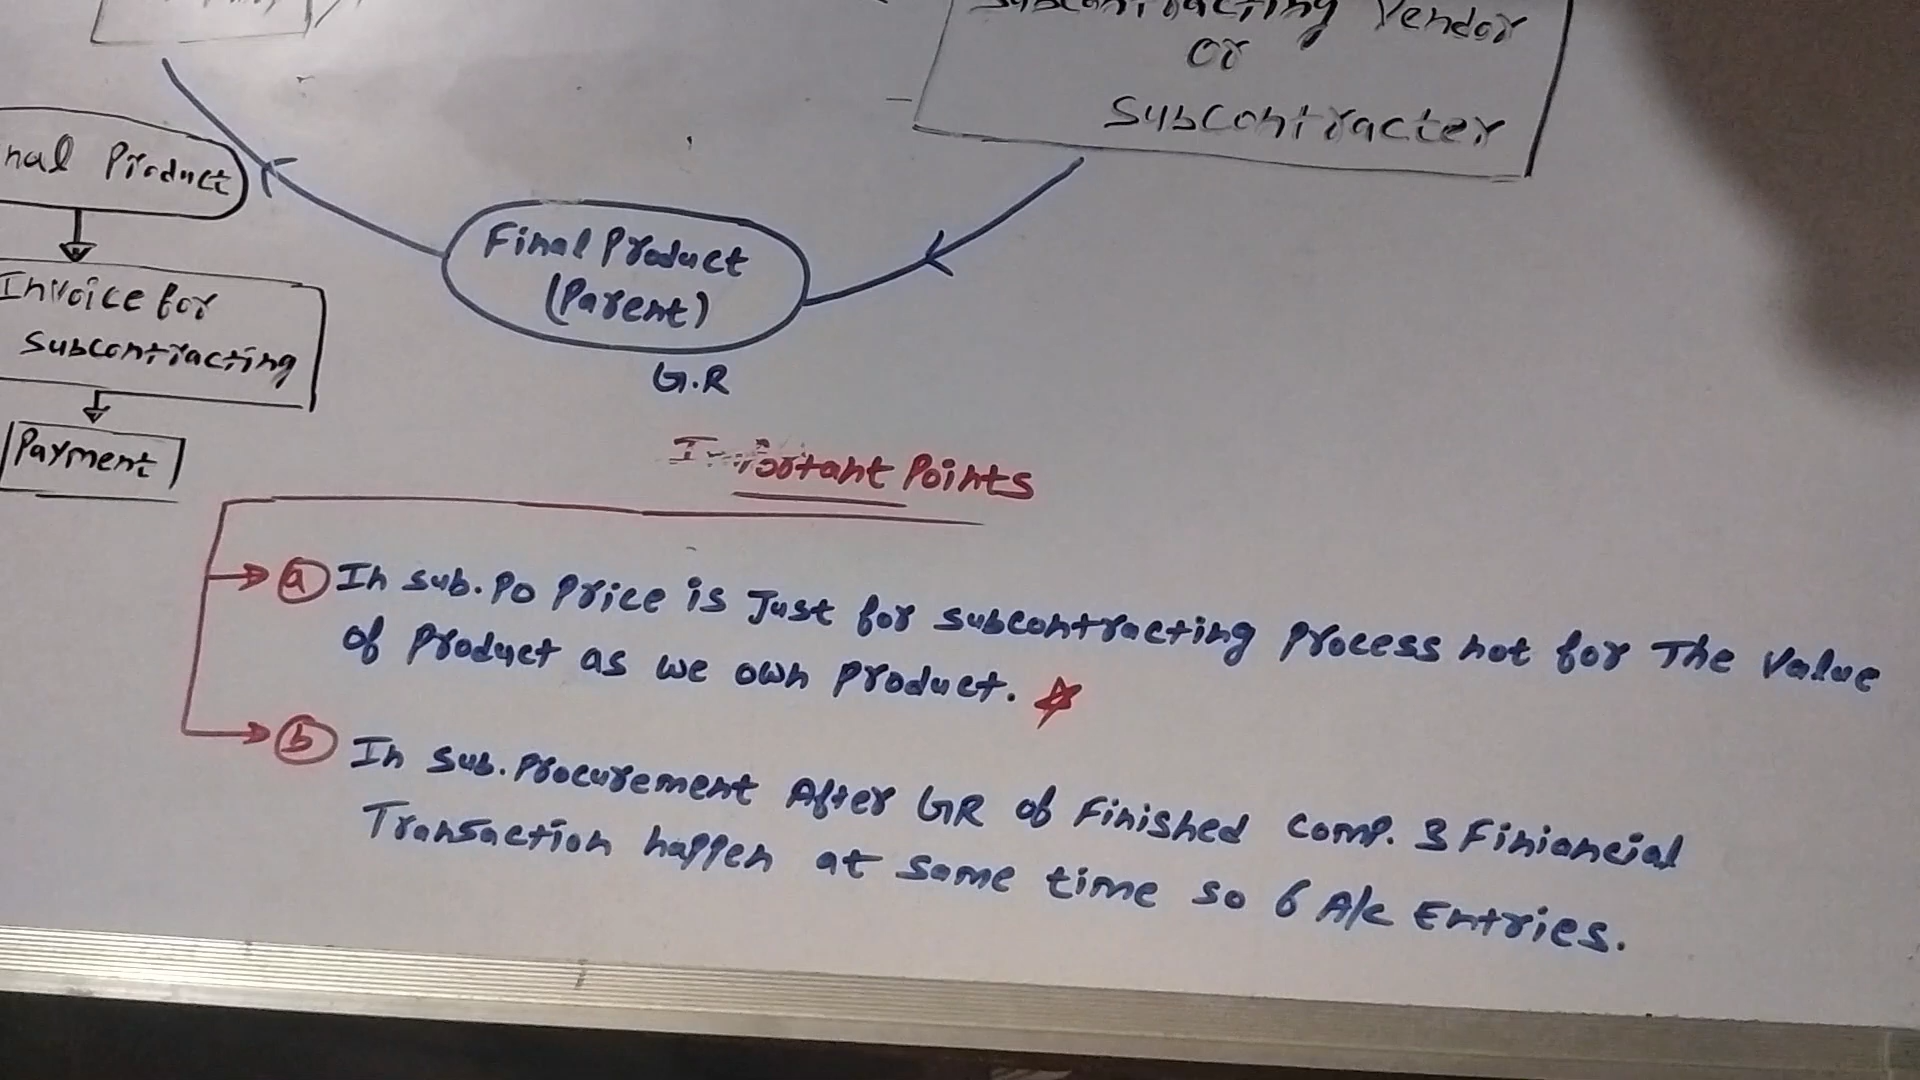 Subcontracting Vendor
or
Subcontracter
nal Product
Final Product
(Parent)
G.R
Invoice for
Subcontracting
Payment
Important Points
a In sub. Po Price is Just for subcontracting Process not for The Value
of Product as we own Product.
b In Sub. Procurement After GR of Finished Comp. 3 Finiancial
Transaction happen at same time so 6 A/c Entries.